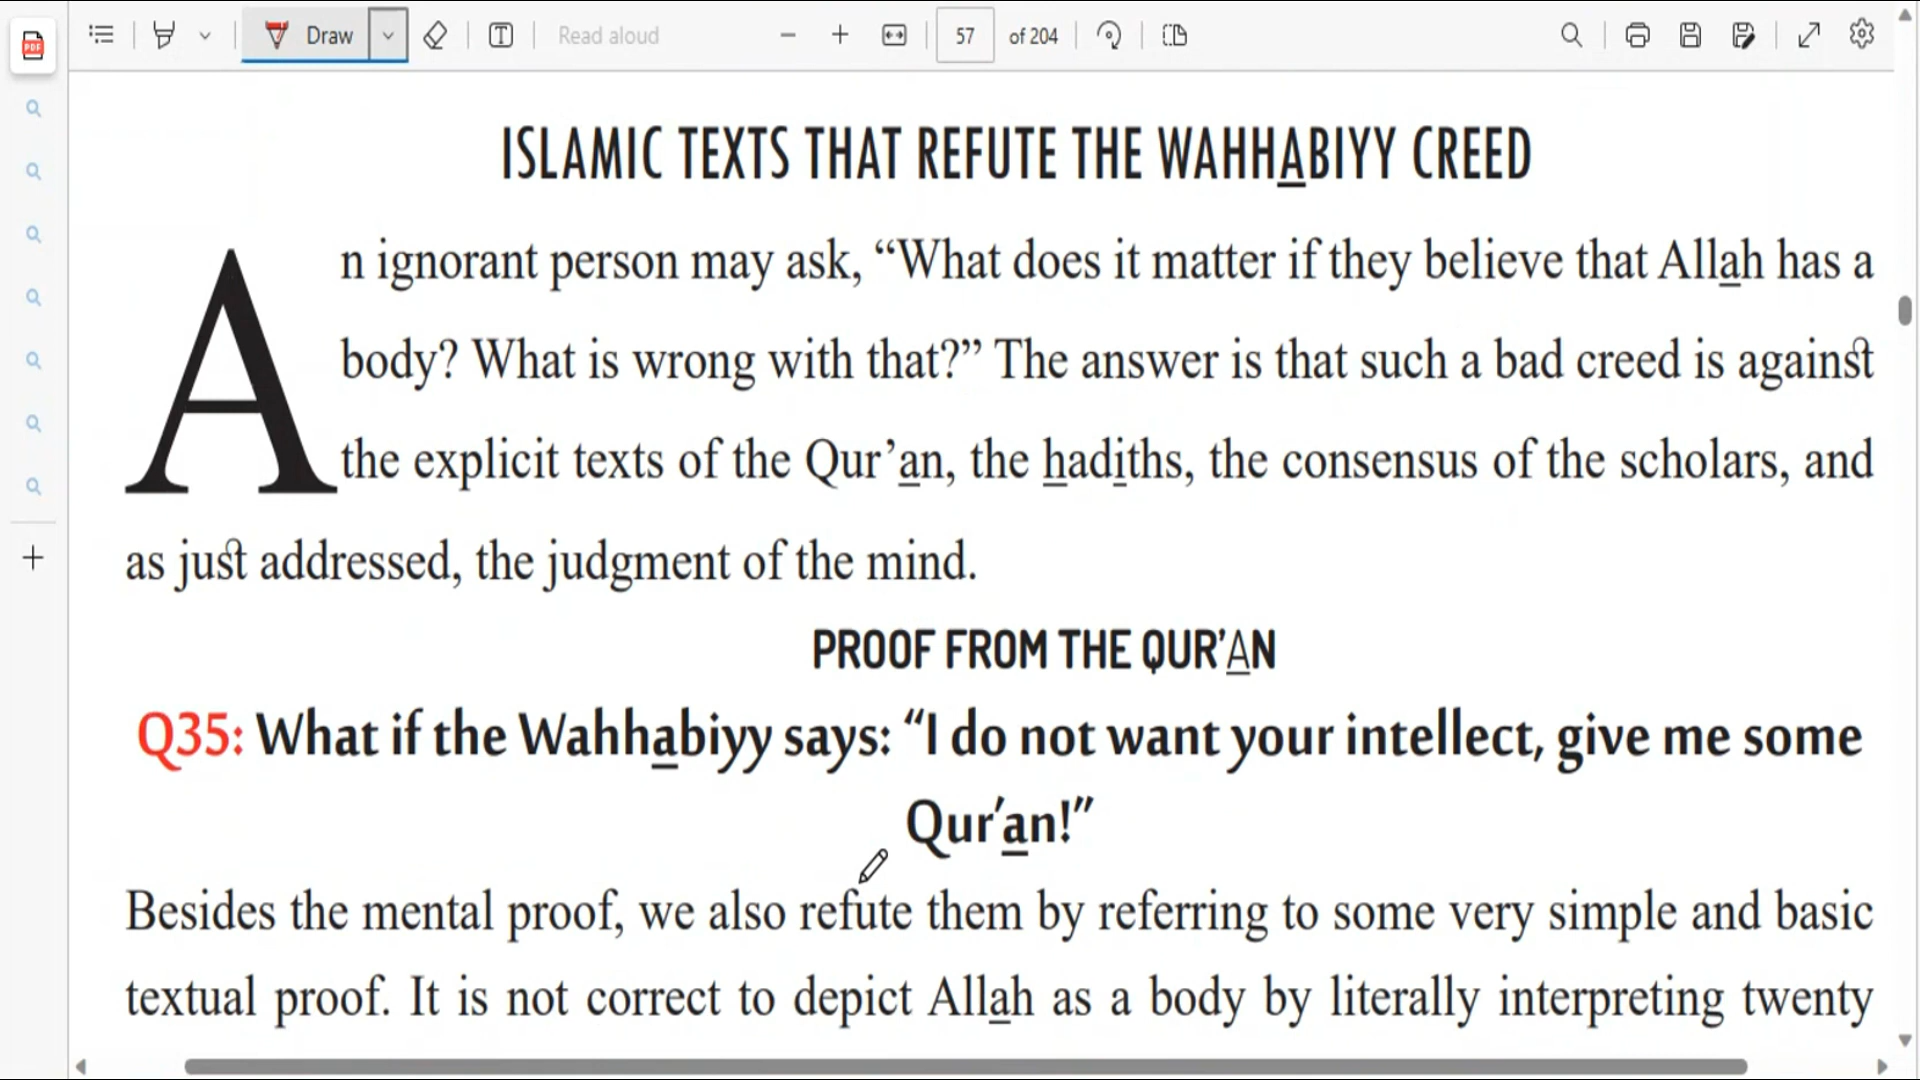 Draw
Read aloud
57 of 204
ISLAMIC TEXTS THAT REFUTE THE WAHHABIYY CREED
An ignorant person may ask, “What does it matter if they believe that Allah has a
body? What is wrong with that?” The answer is that such a bad creed is against
the explicit texts of the Qur’an, the hadiths, the consensus of the scholars, and
as just addressed, the judgment of the mind.
PROOF FROM THE QUR’AN
Q35: What if the Wahhabiyy says: “I do not want your intellect, give me some
Qur’an!”
Besides the mental proof, we also refute them by referring to some very simple and basic
textual proof. It is not correct to depict Allah as a body by literally interpreting twenty